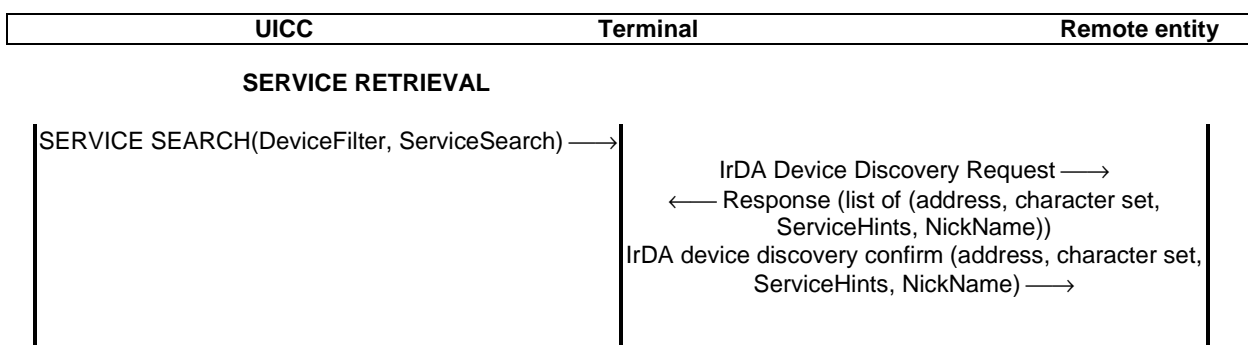 UICC Terminal Remote entity
SERVICE RETRIEVAL
SERVICE SEARCH(DeviceFilter, ServiceSearch) ⟶
IrDA Device Discovery Request ⟶
⟵ Response (list of (address, character set,
ServiceHints, NickName))
IrDA device discovery confirm (address, character set,
ServiceHints, NickName) ⟶